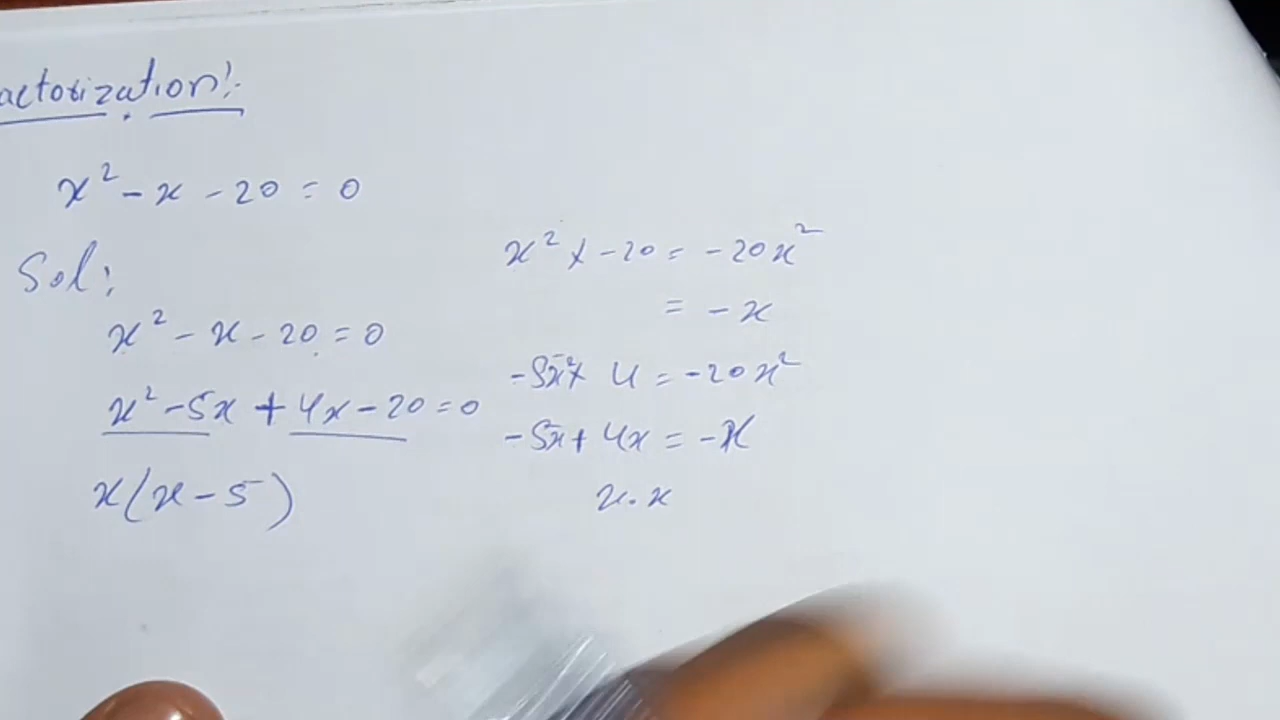 actorization:-
x² - x - 20 = 0
Sol:
x² - x - 20 = 0
x² - 5x + 4x - 20 = 0
x(x - 5)
x² × -20 = -20x²
= -x
-5x² × 4 = -20x²
-5x + 4x = -x
x . x